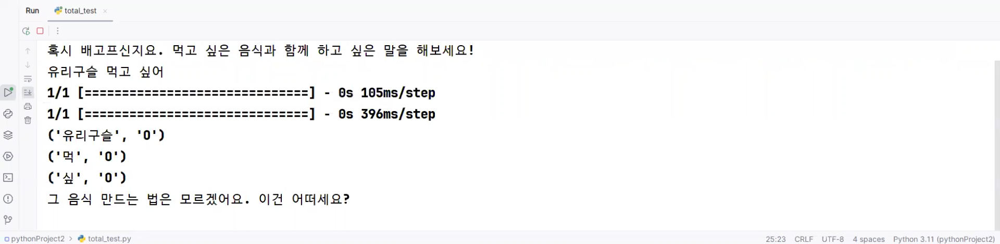 Run total_test
혹시 배고프신지요. 먹고 싶은 음식과 함께 하고 싶은 말을 해보세요!
유리구슬 먹고 싶어
1/1 [==============================] - 0s 105ms/step
1/1 [==============================] - 0s 396ms/step
('유리구슬', 'O')
('먹', 'O')
('싶', 'O')
그 음식 만드는 법은 모르겠어요. 이건 어떠세요?
pythonProject2 > total_test.py 25:23 CRLF UTF-8 4 spaces Python 3.11 (pythonProject2)